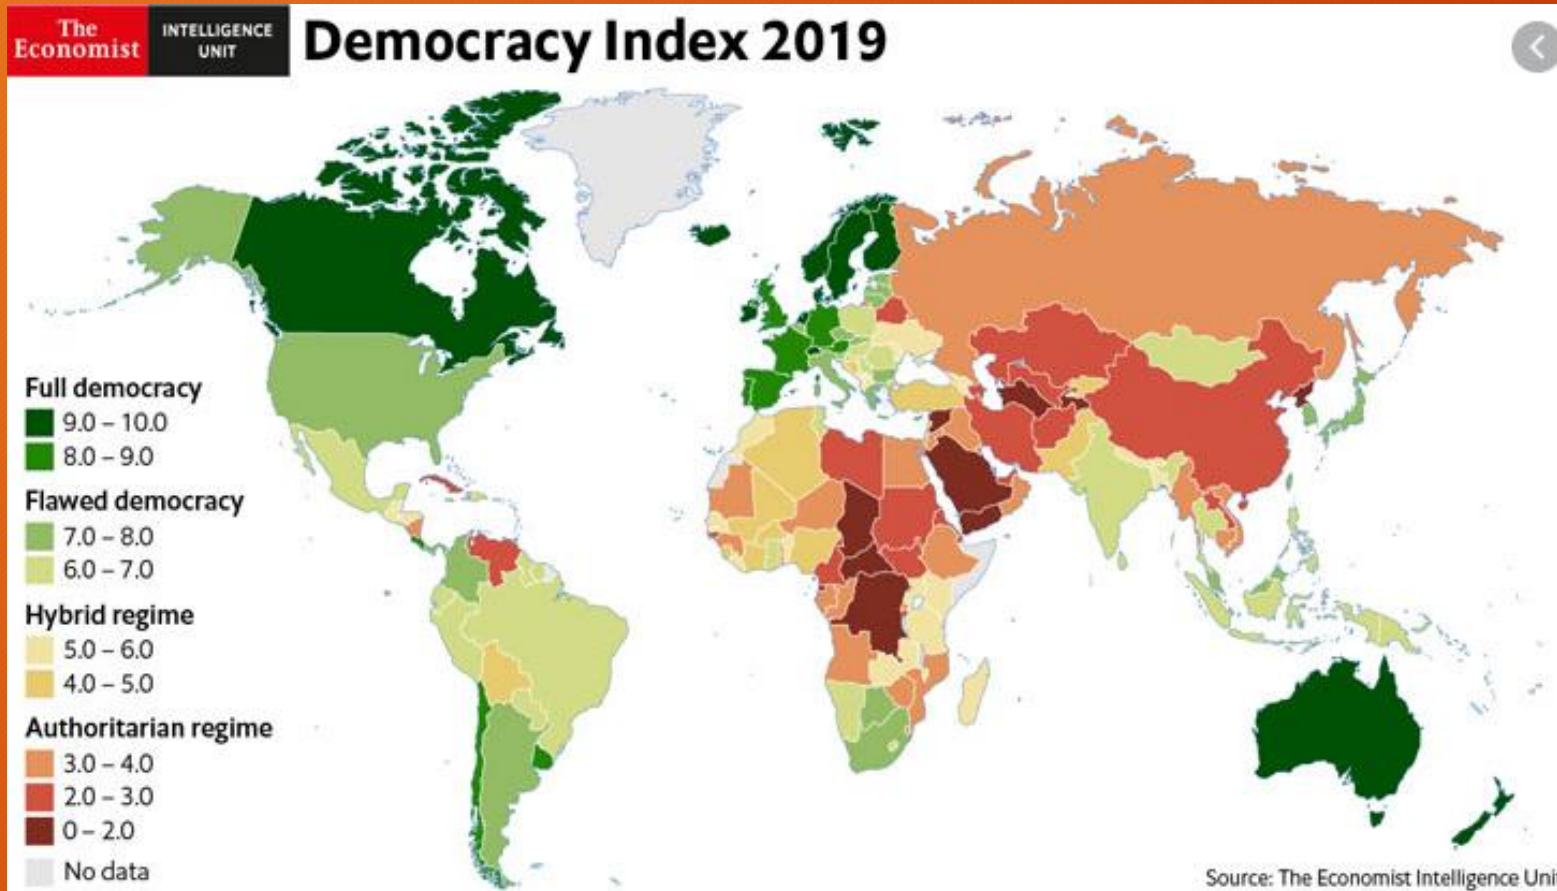 The
Economist
INTELLIGENCE
UNIT
Democracy Index 2019
Full democracy
9.0 – 10.0
8.0 – 9.0
Flawed democracy
7.0 – 8.0
6.0 – 7.0
Hybrid regime
5.0 – 6.0
4.0 – 5.0
Authoritarian regime
3.0 – 4.0
2.0 – 3.0
0 – 2.0
No data
Source: The Economist Intelligence Uni